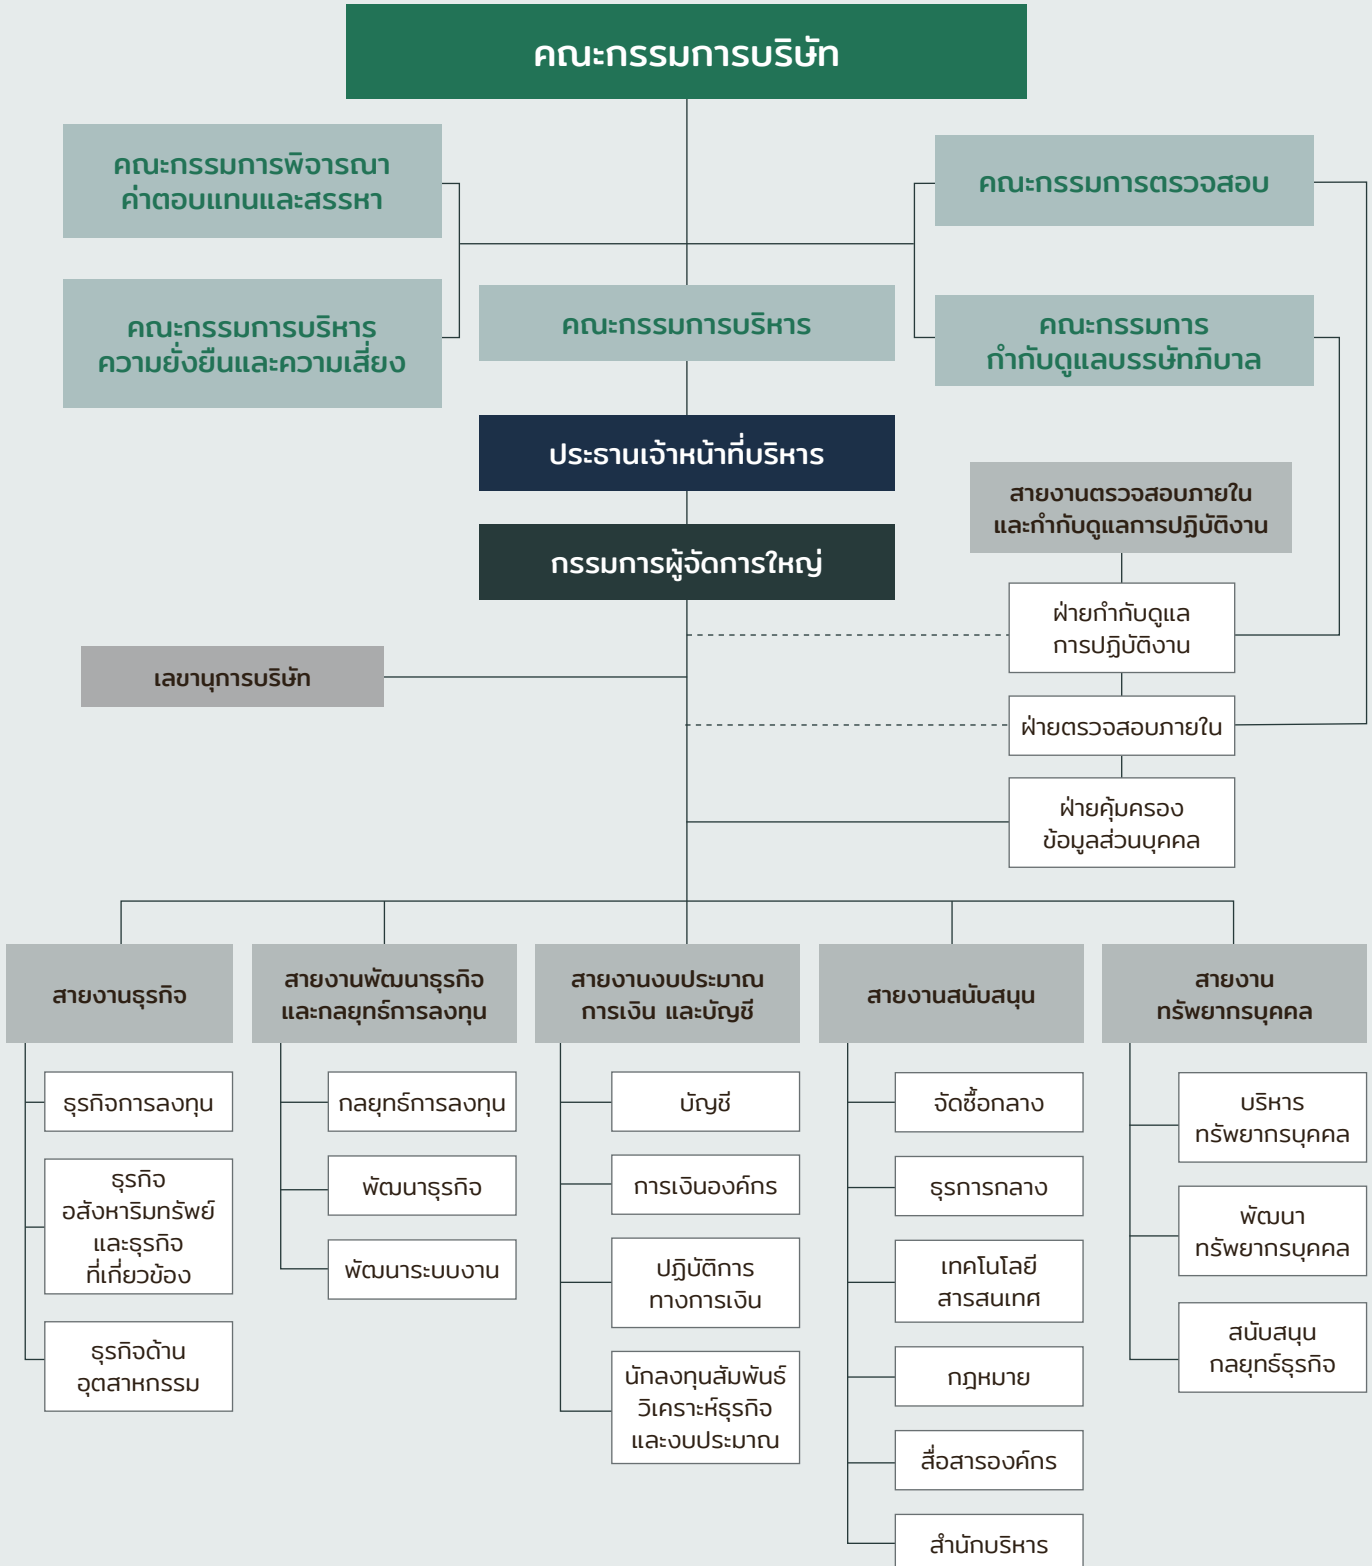 คณะกรรมการบริษัท
คณะกรรมการพิจารณา
ค่าตอบแทนและสรรหา
คณะกรรมการตรวจสอบ
คณะกรรมการบริหาร
ความยั่งยืนและความเสี่ยง
คณะกรรมการบริหาร
คณะกรรมการ
กำกับดูแลบรรษัทภิบาล
ประธานเจ้าหน้าที่บริหาร
สายงานตรวจสอบภายใน
และกำกับดูแลการปฏิบัติงาน
กรรมการผู้จัดการใหญ่
ฝ่ายกำกับดูแล
การปฏิบัติงาน
เลขานุการบริษัท
ฝ่ายตรวจสอบภายใน
ฝ่ายคุ้มครอง
ข้อมูลส่วนบุคคล
สายงานธุรกิจ
ธุรกิจการลงทุน
ธุรกิจ
อสังหาริมทรัพย์
และธุรกิจ
ที่เกี่ยวข้อง
ธุรกิจด้าน
อุตสาหกรรม
สายงานพัฒนาธุรกิจ
และกลยุทธ์การลงทุน
กลยุทธ์การลงทุน
พัฒนาธุรกิจ
พัฒนาระบบงาน
สายงานงบประมาณ
การเงิน และบัญชี
บัญชี
การเงินองค์กร
ปฏิบัติการ
ทางการเงิน
นักลงทุนสัมพันธ์
วิเคราะห์ธุรกิจ
และงบประมาณ
สายงานสนับสนุน
จัดซื้อกลาง
ธุรการกลาง
เทคโนโลยี
สารสนเทศ
กฎหมาย
สื่อสารองค์กร
สำนักบริหาร
สายงาน
ทรัพยากรบุคคล
บริหาร
ทรัพยากรบุคคล
พัฒนา
ทรัพยากรบุคคล
สนับสนุน
กลยุทธ์ธุรกิจ